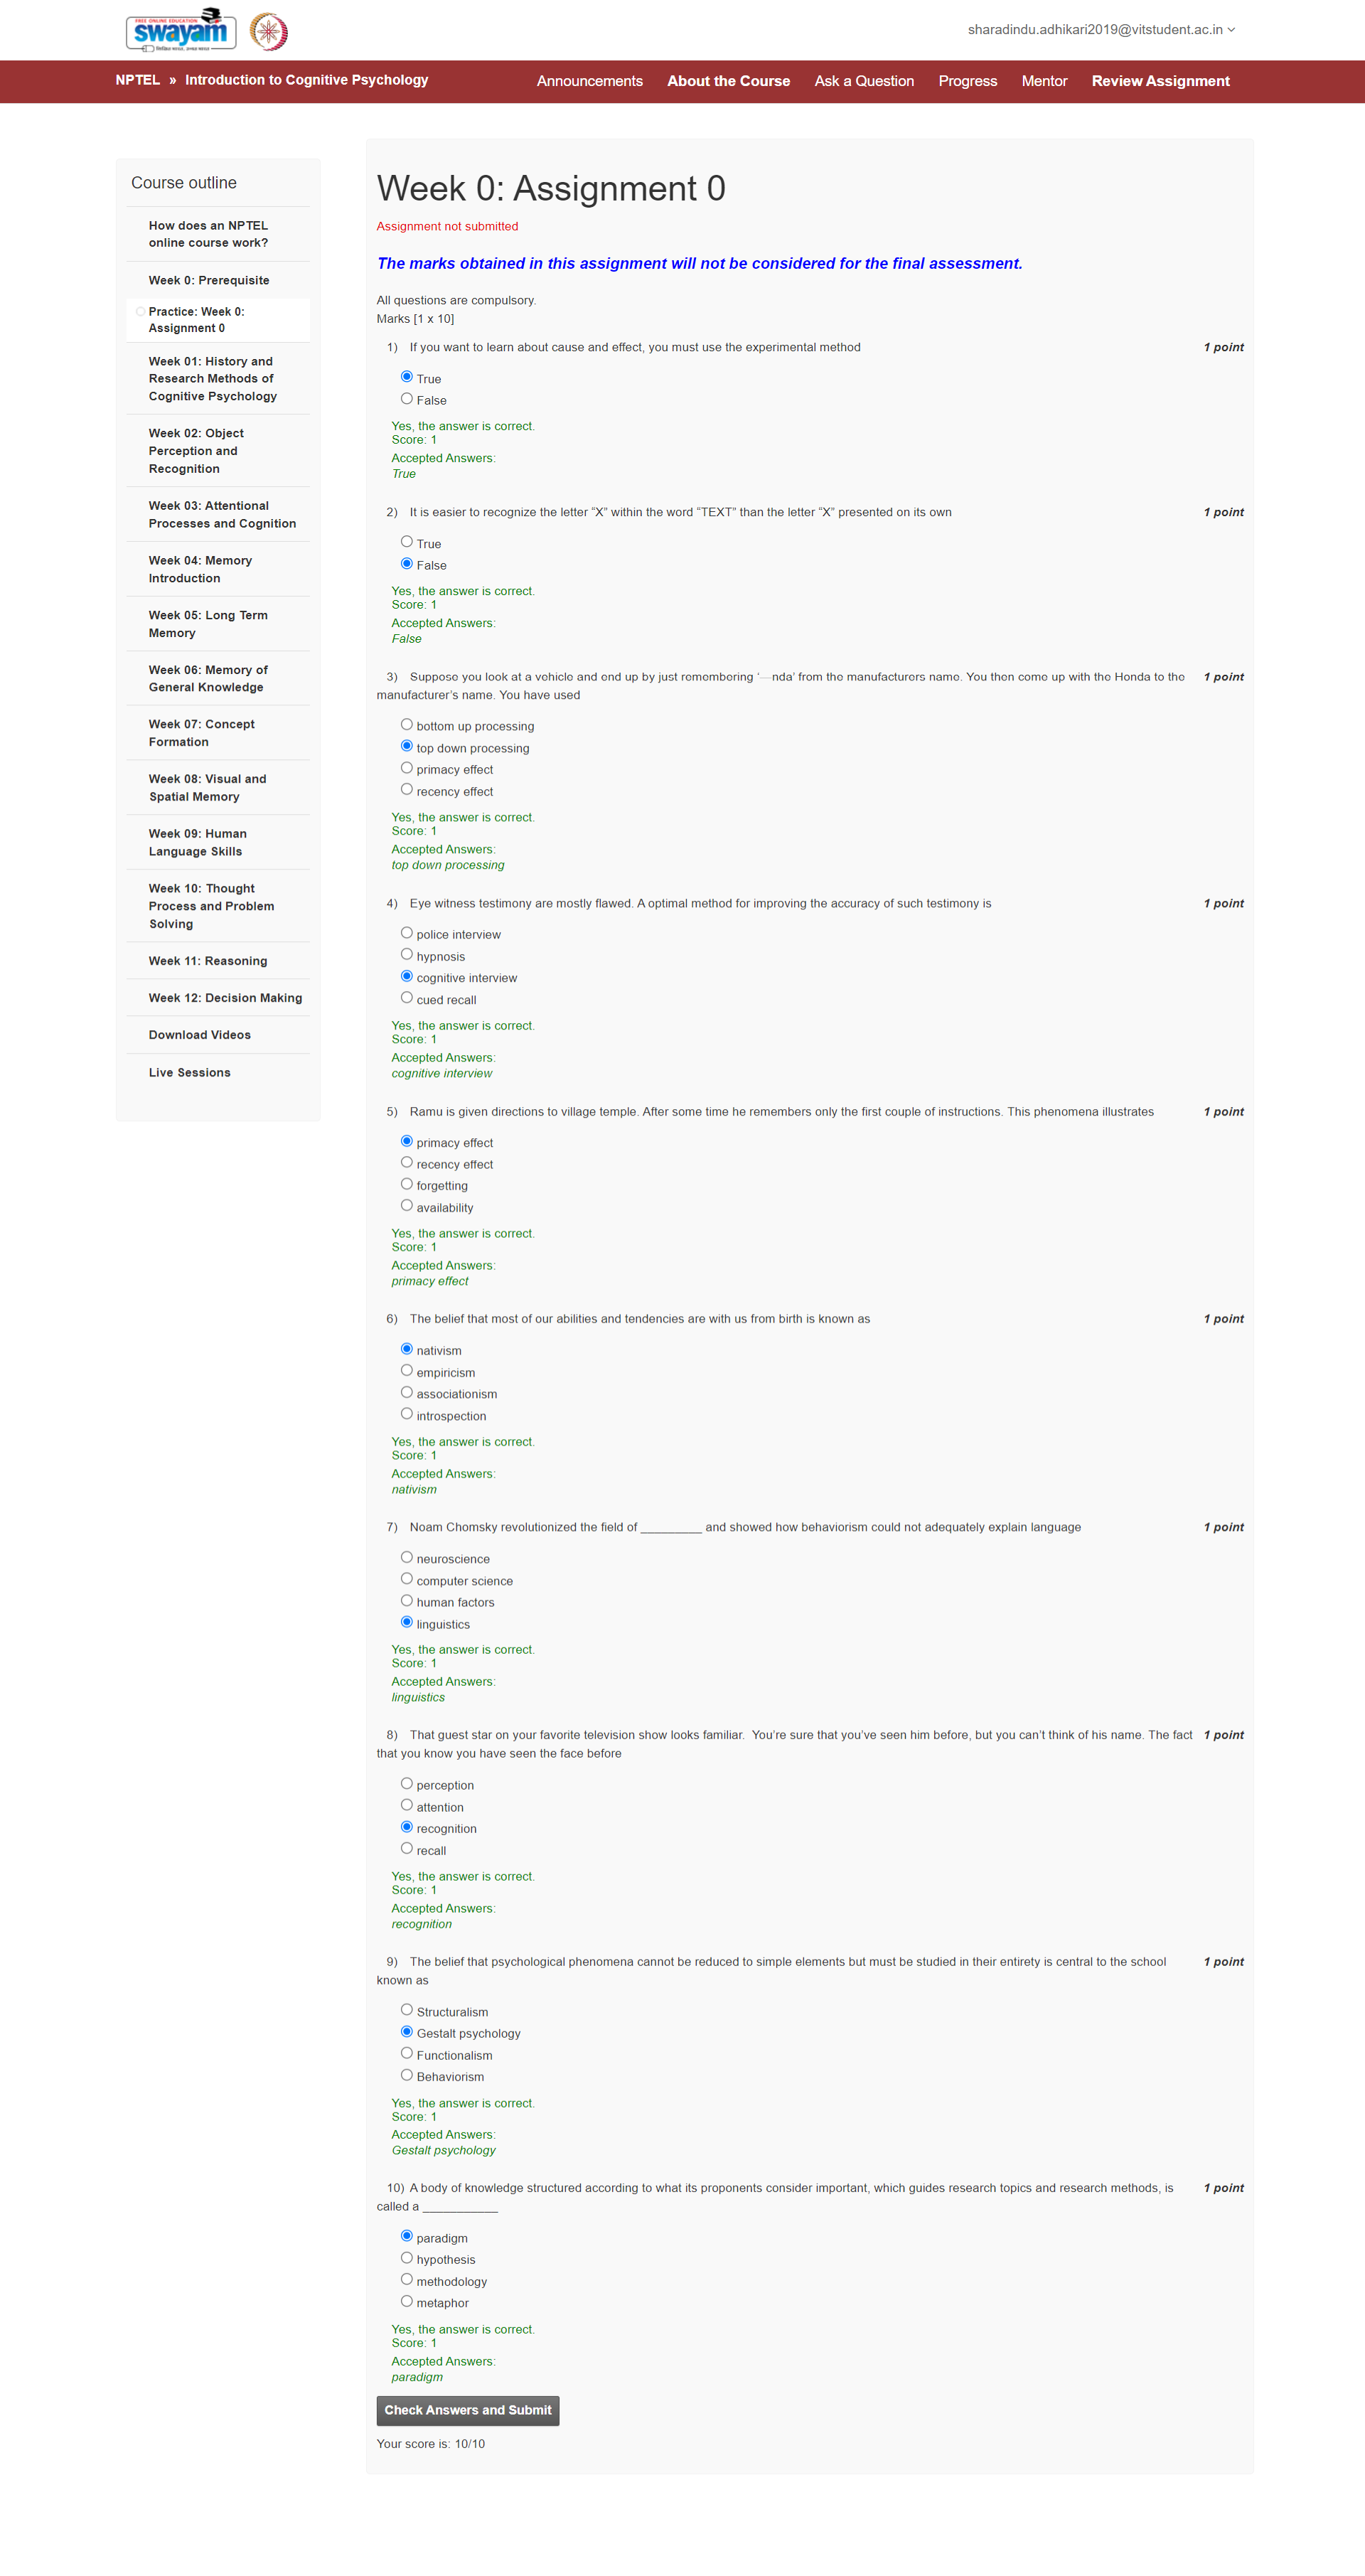 FREE ONLINE EDUCATION
swayam
sharadindu.adhikari2019@vitstudent.ac.in
NPTEL » Introduction to Cognitive Psychology
Announcements About the Course Ask a Question Progress Mentor Review Assignment
Course outline
How does an NPTEL
online course work?
Week 0: Prerequisite
Practice: Week 0:
Assignment 0
Week 01: History and
Research Methods of
Cognitive Psychology
Week 02: Object
Perception and
Recognition
Week 03: Attentional
Processes and Cognition
Week 04: Memory
Introduction
Week 05: Long Term
Memory
Week 06: Memory of
General Knowledge
Week 07: Concept
Formation
Week 08: Visual and
Spatial Memory
Week 09: Human
Language Skills
Week 10: Thought
Process and Problem
Solving
Week 11: Reasoning
Week 12: Decision Making
Download Videos
Live Sessions
Week 0: Assignment 0
Assignment not submitted
The marks obtained in this assignment will not be considered for the final assessment.
All questions are compulsory.
Marks [1 x 10]
1) If you want to learn about cause and effect, you must use the experimental method 1 point
True
False
Yes, the answer is correct.
Score: 1
Accepted Answers:
True
2) It is easier to recognize the letter “X” within the word “TEXT” than the letter “X” presented on its own 1 point
True
False
Yes, the answer is correct.
Score: 1
Accepted Answers:
False
3) Suppose you look at a vehicle and end up by just remembering ‘—nda’ from the manufacturers name. You then come up with the Honda to the 1 point
manufacturer’s name. You have used
bottom up processing
top down processing
primacy effect
recency effect
Yes, the answer is correct.
Score: 1
Accepted Answers:
top down processing
4) Eye witness testimony are mostly flawed. A optimal method for improving the accuracy of such testimony is 1 point
police interview
hypnosis
cognitive interview
cued recall
Yes, the answer is correct.
Score: 1
Accepted Answers:
cognitive interview
5) Ramu is given directions to village temple. After some time he remembers only the first couple of instructions. This phenomena illustrates 1 point
primacy effect
recency effect
forgetting
availability
Yes, the answer is correct.
Score: 1
Accepted Answers:
primacy effect
6) The belief that most of our abilities and tendencies are with us from birth is known as 1 point
nativism
empiricism
associationism
introspection
Yes, the answer is correct.
Score: 1
Accepted Answers:
nativism
7) Noam Chomsky revolutionized the field of _________ and showed how behaviorism could not adequately explain language 1 point
neuroscience
computer science
human factors
linguistics
Yes, the answer is correct.
Score: 1
Accepted Answers:
linguistics
8) That guest star on your favorite television show looks familiar. You’re sure that you’ve seen him before, but you can’t think of his name. The fact 1 point
that you know you have seen the face before
perception
attention
recognition
recall
Yes, the answer is correct.
Score: 1
Accepted Answers:
recognition
9) The belief that psychological phenomena cannot be reduced to simple elements but must be studied in their entirety is central to the school 1 point
known as
Structuralism
Gestalt psychology
Functionalism
Behaviorism
Yes, the answer is correct.
Score: 1
Accepted Answers:
Gestalt psychology
10) A body of knowledge structured according to what its proponents consider important, which guides research topics and research methods, is 1 point
called a ___________
paradigm
hypothesis
methodology
metaphor
Yes, the answer is correct.
Score: 1
Accepted Answers:
paradigm
Check Answers and Submit
Your score is: 10/10